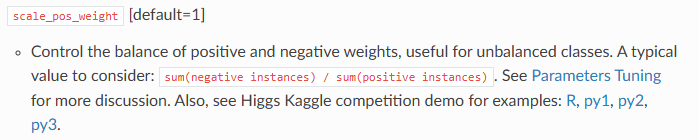 scale_pos_weight [default=1]
Control the balance of positive and negative weights, useful for unbalanced classes. A typical
value to consider: sum(negative instances) / sum(positive instances) . See Parameters Tuning
for more discussion. Also, see Higgs Kaggle competition demo for examples: R, py1, py2,
py3.